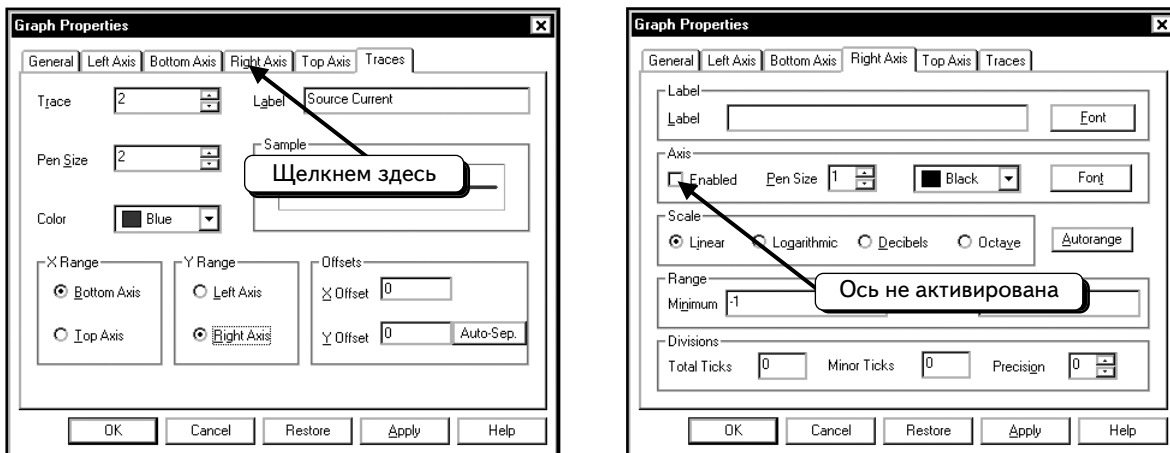 Graph Properties
General Left Axis Bottom Axis Right Axis Top Axis Traces
Trace 2 Label Source Current
Pen Size 2 Sample
Щелкнем здесь
Color Blue
X Range Y Range Offsets
Bottom Axis Left Axis X Offset 0
Top Axis Right Axis Y Offset 0 Auto-Sep.
OK Cancel Restore Apply Help
Graph Properties
General Left Axis Bottom Axis Right Axis Top Axis Traces
Label
Label Font
Axis
Enabled Pen Size 1 Black Font
Scale
Linear Logarithmic Decibels Octave Autorange
Range
Minimum -1
Ось не активирована
Divisions
Total Ticks 0 Minor Ticks 0 Precision 0
OK Cancel Restore Apply Help